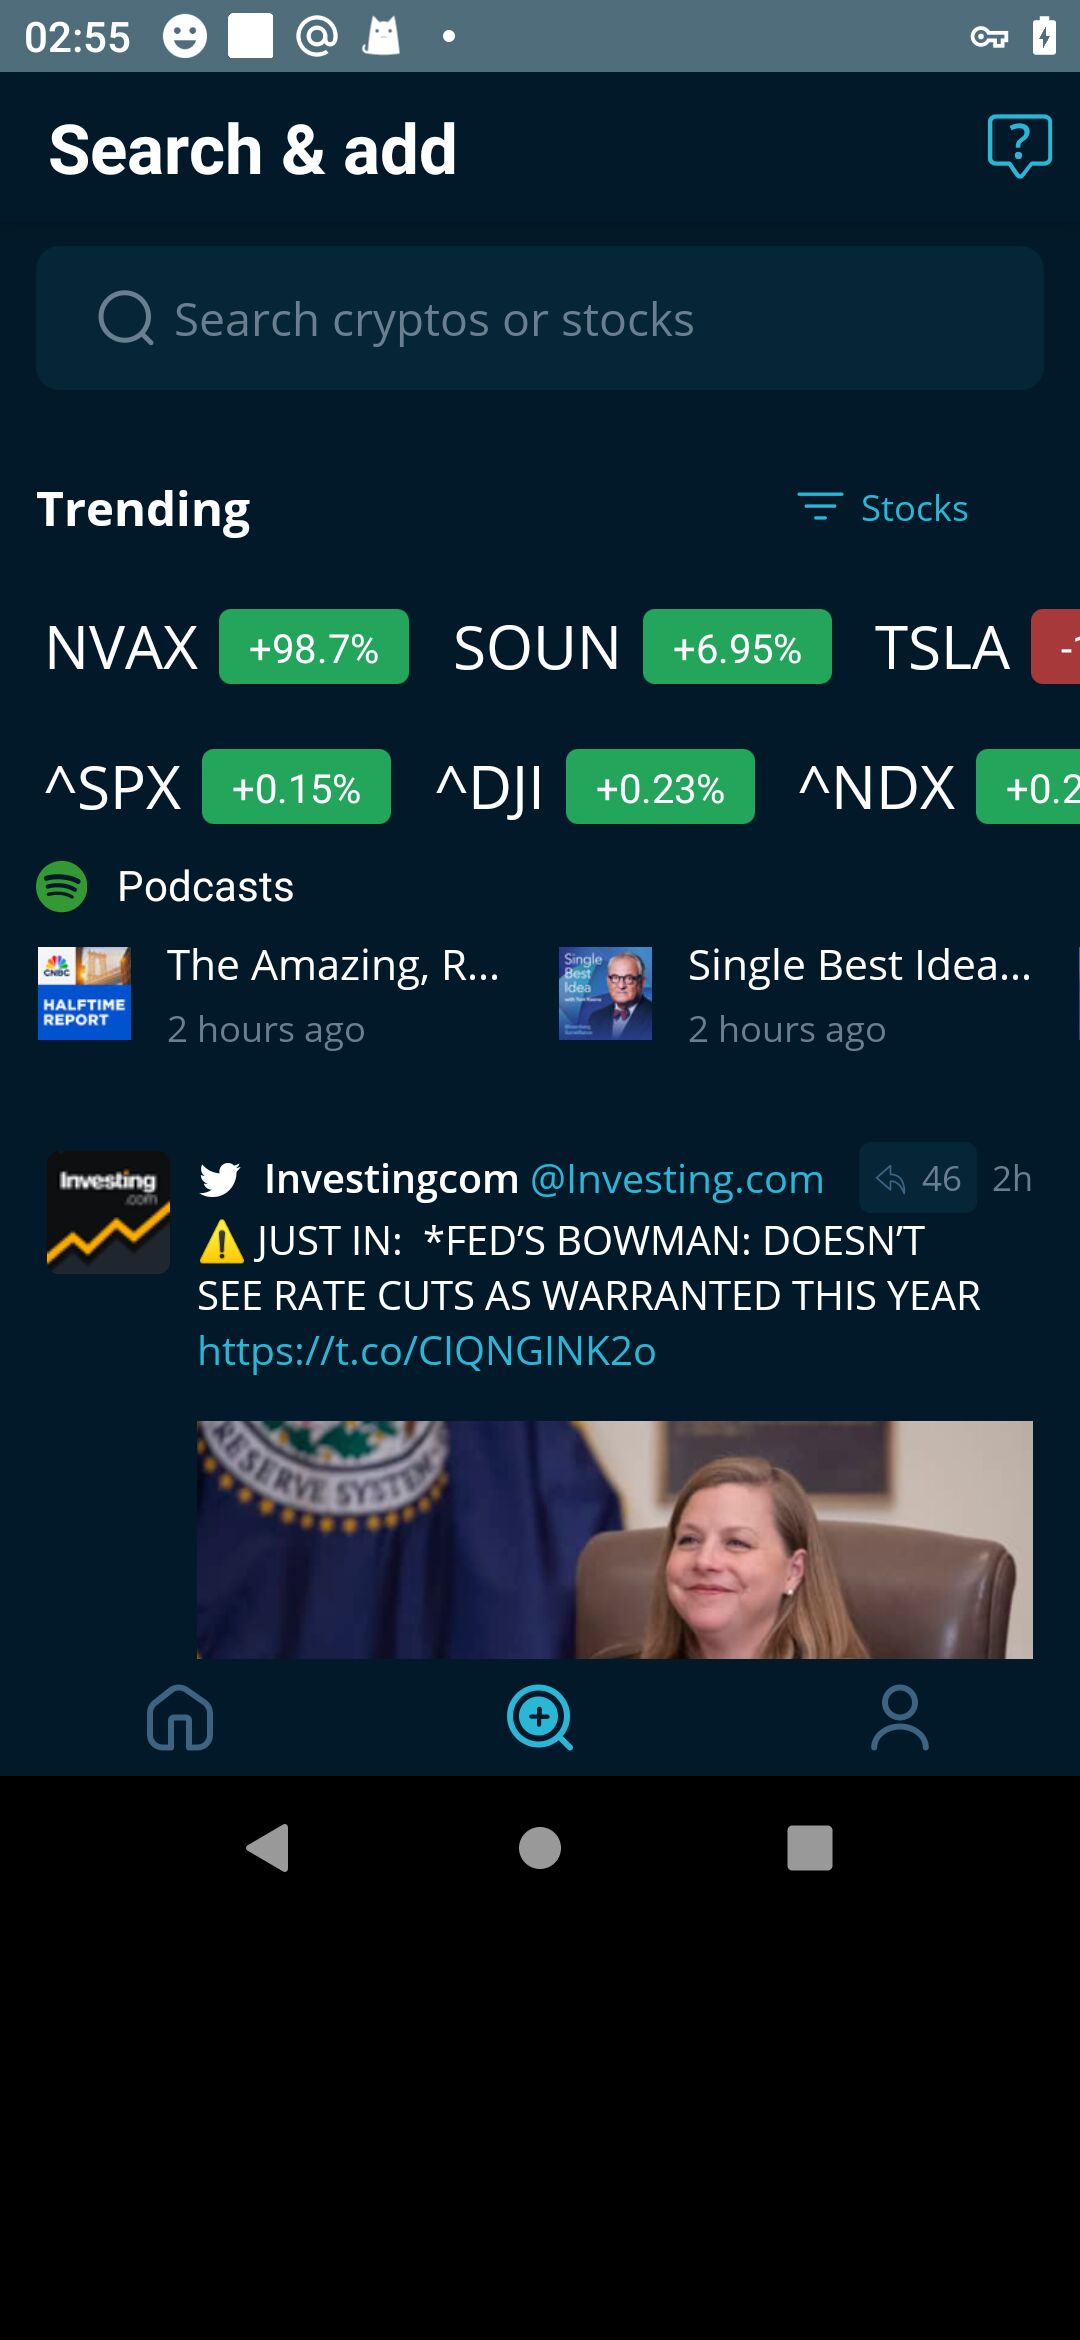 02:55
Search & add
Search cryptos or stocks
Trending
Stocks
NVAX +98.7% SOUN +6.95% TSLA
^SPX +0.15% ^DJI +0.23% ^NDX +0.2
Podcasts
CNBC
HALFTIME
REPORT
The Amazing, R...
2 hours ago
Single
Best
Idea
Single Best Idea...
2 hours ago
Investing
.com
Investingcom @Investing.com 46 2h
⚠️ JUST IN:  *FED’S BOWMAN: DOESN’T
SEE RATE CUTS AS WARRANTED THIS YEAR
https://t.co/CIQNGINK2o
RESERVE SYSTEM